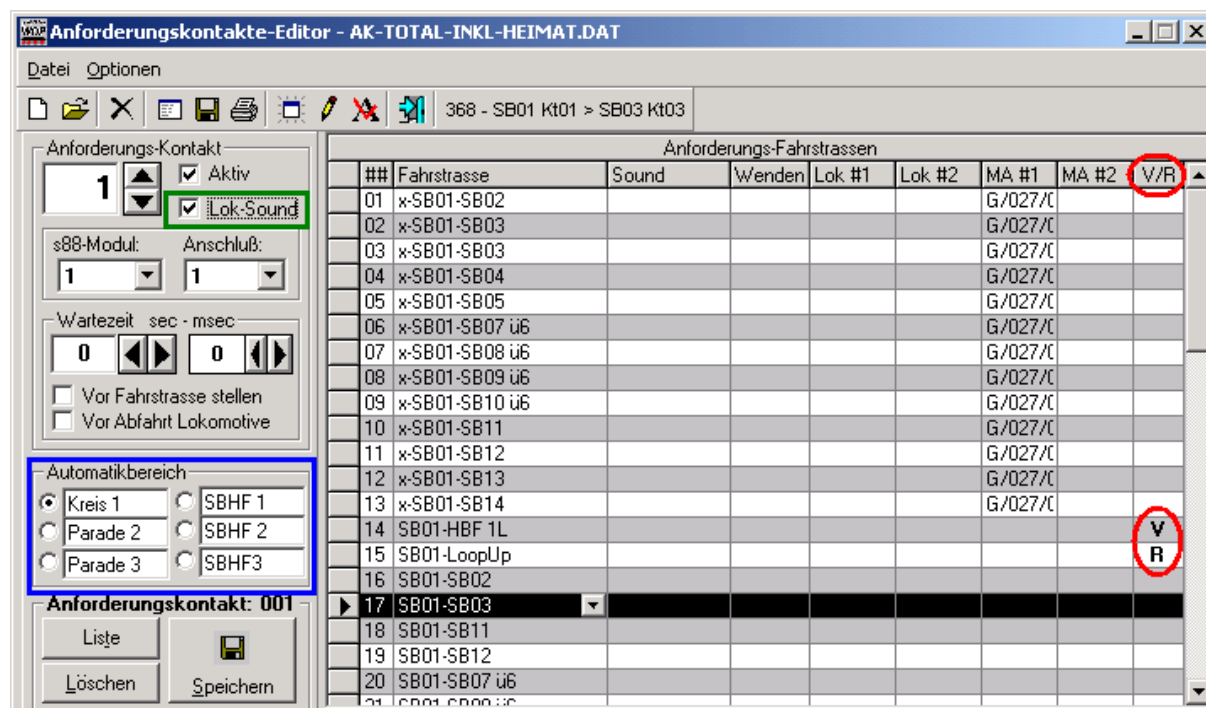 Anforderungskontakte-Editor - AK-TOTAL-INKL-HEIMAT.DAT
Datei Optionen
368 - SB01 Kt01 > SB03 Kt03
Anforderungs-Kontakt
1
Aktiv
Lok-Sound
s88-Modul: Anschluß:
1 1
Wartezeit sec - msec
0 0
Vor Fahrstrasse stellen
Vor Abfahrt Lokomotive
Automatikbereich
Kreis 1 SBHF 1
Parade 2 SBHF 2
Parade 3 SBHF3
Anforderungskontakt: 001
Liste
Löschen
Speichern
Anforderungs-Fahrstrassen
## Fahrstrasse Sound Wenden Lok #1 Lok #2 MA #1 MA #2 V/R
01 x-SB01-SB02 G/027/
02 x-SB01-SB03 G/027/
03 x-SB01-SB03 G/027/
04 x-SB01-SB04 G/027/
05 x-SB01-SB05 G/027/
06 x-SB01-SB07 ü6 G/027/
07 x-SB01-SB08 ü6 G/027/
08 x-SB01-SB09 ü6 G/027/
09 x-SB01-SB10 ü6 G/027/
10 x-SB01-SB11 G/027/
11 x-SB01-SB12 G/027/
12 x-SB01-SB13 G/027/
13 x-SB01-SB14 G/027/
14 SB01-HBF 1L V
15 SB01-LoopUp R
16 SB01-SB02
17 SB01-SB03
18 SB01-SB11
19 SB01-SB12
20 SB01-SB07 ü6